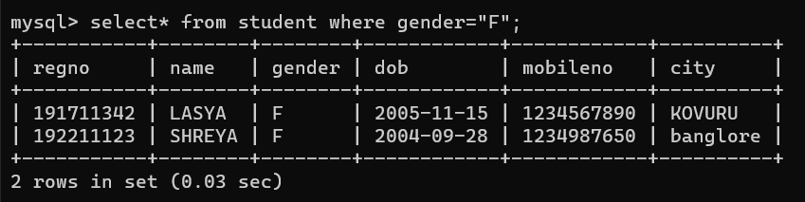 mysql> select* from student where gender="F";
+-----------+--------+--------+------------+------------+----------+
| regno     | name   | gender | dob        | mobileno   | city     |
+-----------+--------+--------+------------+------------+----------+
| 191711342 | LASYA  | F      | 2005-11-15 | 1234567890 | KOVURU   |
| 192211123 | SHREYA | F      | 2004-09-28 | 1234987650 | banglore |
+-----------+--------+--------+------------+------------+----------+
2 rows in set (0.03 sec)